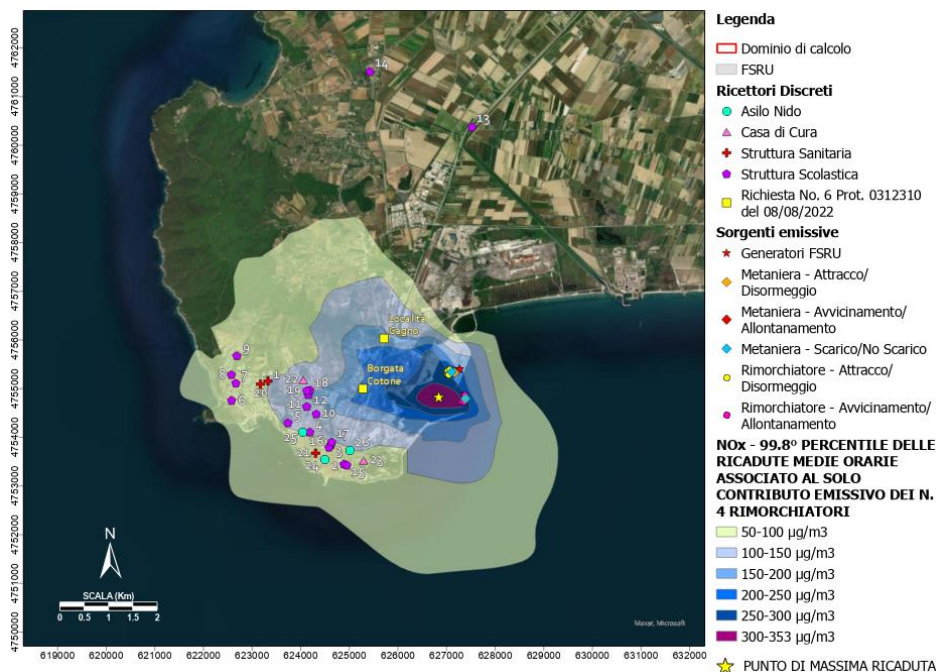 Legenda
Dominio di calcolo
FSRU
Ricettori Discreti
Asilo Nido
Casa di Cura
Struttura Sanitaria
Struttura Scolastica
Richiesta No. 6 Prot. 0312310
del 08/08/2022
Sorgenti emissive
Generatori FSRU
Metaniera - Attracco/
Disormeggio
Metaniera - Avvicinamento/
Allontanamento
Metaniera - Scarico/No Scarico
Rimorchiatore - Attracco/
Disormeggio
Rimorchiatore - Avvicinamento/
Allontanamento
NOx - 99.8º PERCENTILE DELLE
RICADUTE MEDIE ORARIE
ASSOCIATO AL SOLO
CONTRIBUTO EMISSIVO DEI N.
4 RIMORCHIATORI
50-100 µg/m3
100-150 µg/m3
150-200 µg/m3
200-250 µg/m3
250-300 µg/m3
300-353 µg/m3
PUNTO DI MASSIMA RICADUTA
4762000
4761000
4760000
4759000
4758000
4757000
4756000
4755000
4754000
4753000
4752000
4751000
4750000
14
13
Località
Gagno
Borgata
Cotone
9
8
7
6
20
1
22
19
18
12
11
10
5
4
25
16
17
3
26
21
24
23
15
N
SCALA (Km)
0 0.5 1 1.5 2
Maxar, Microsoft
619000 620000 621000 622000 623000 624000 625000 626000 627000 628000 629000 630000 631000 632000